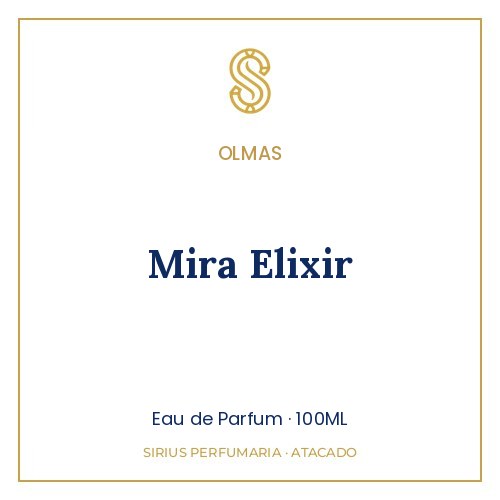 OLMAS
Mira Elixir
Eau de Parfum · 100ML
SIRIUS PERFUMARIA · ATACADO